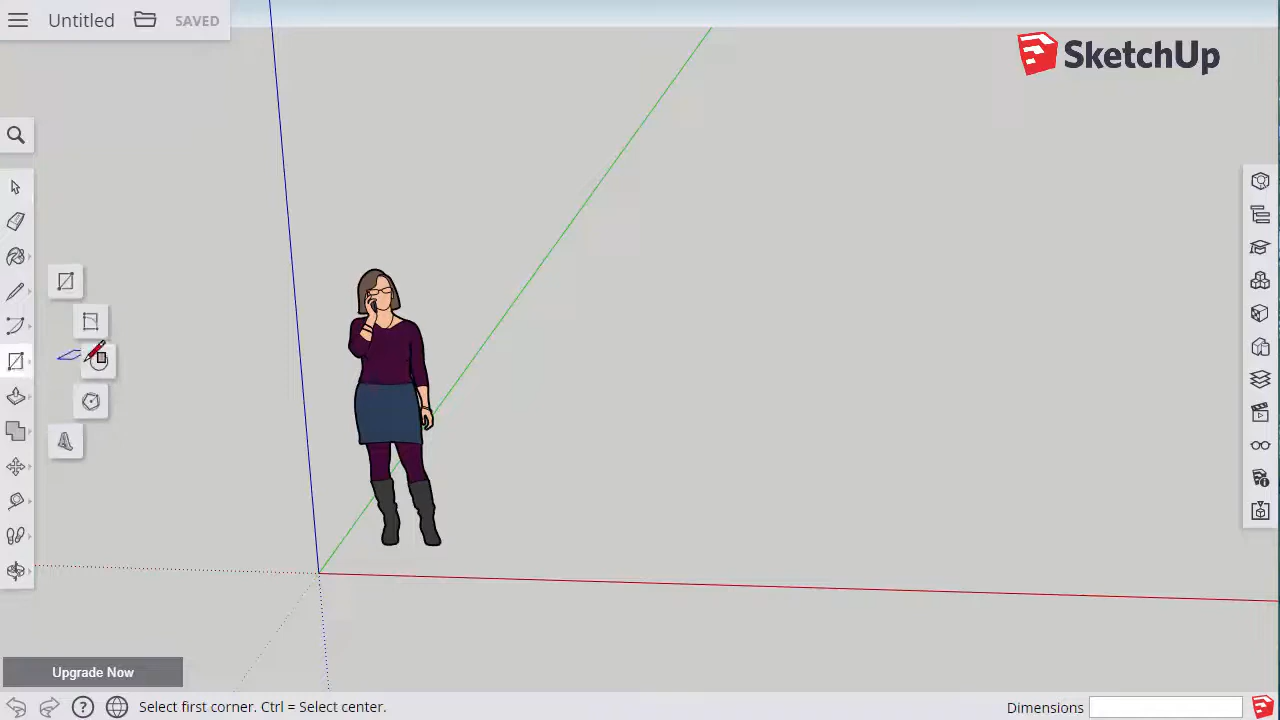 Untitled SAVED
SketchUp
Upgrade Now
Select first corner. Ctrl = Select center.
Dimensions